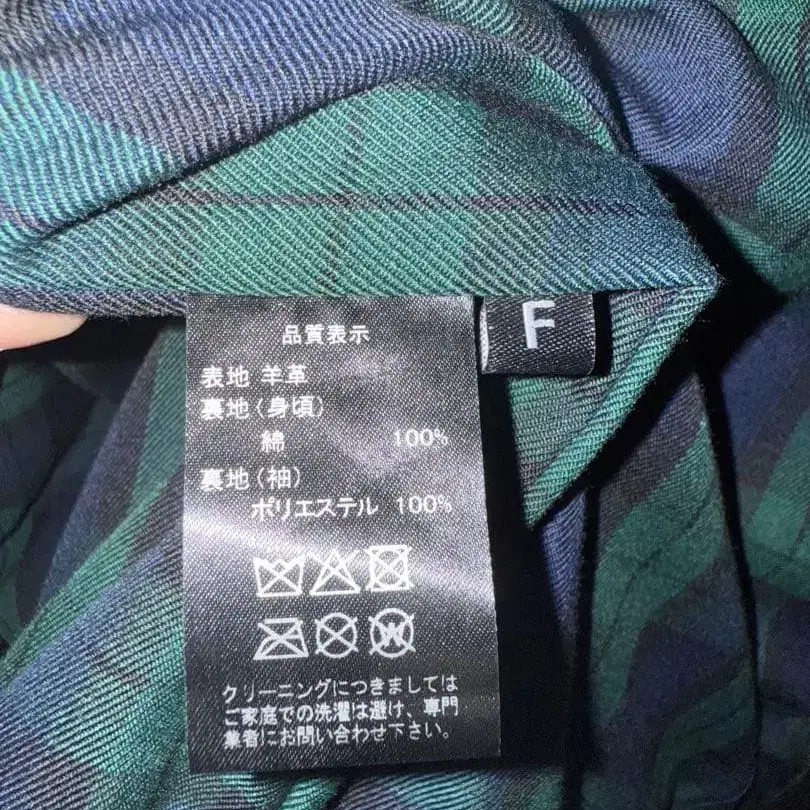 品質表示
F
表地 羊革
裏地(身頃)
綿 100%
裏地(袖)
ポリエステル 100%
W
クリーニングにつきましては
ご家庭での洗濯は避け、専門
業者にお問い合わせ下さい。